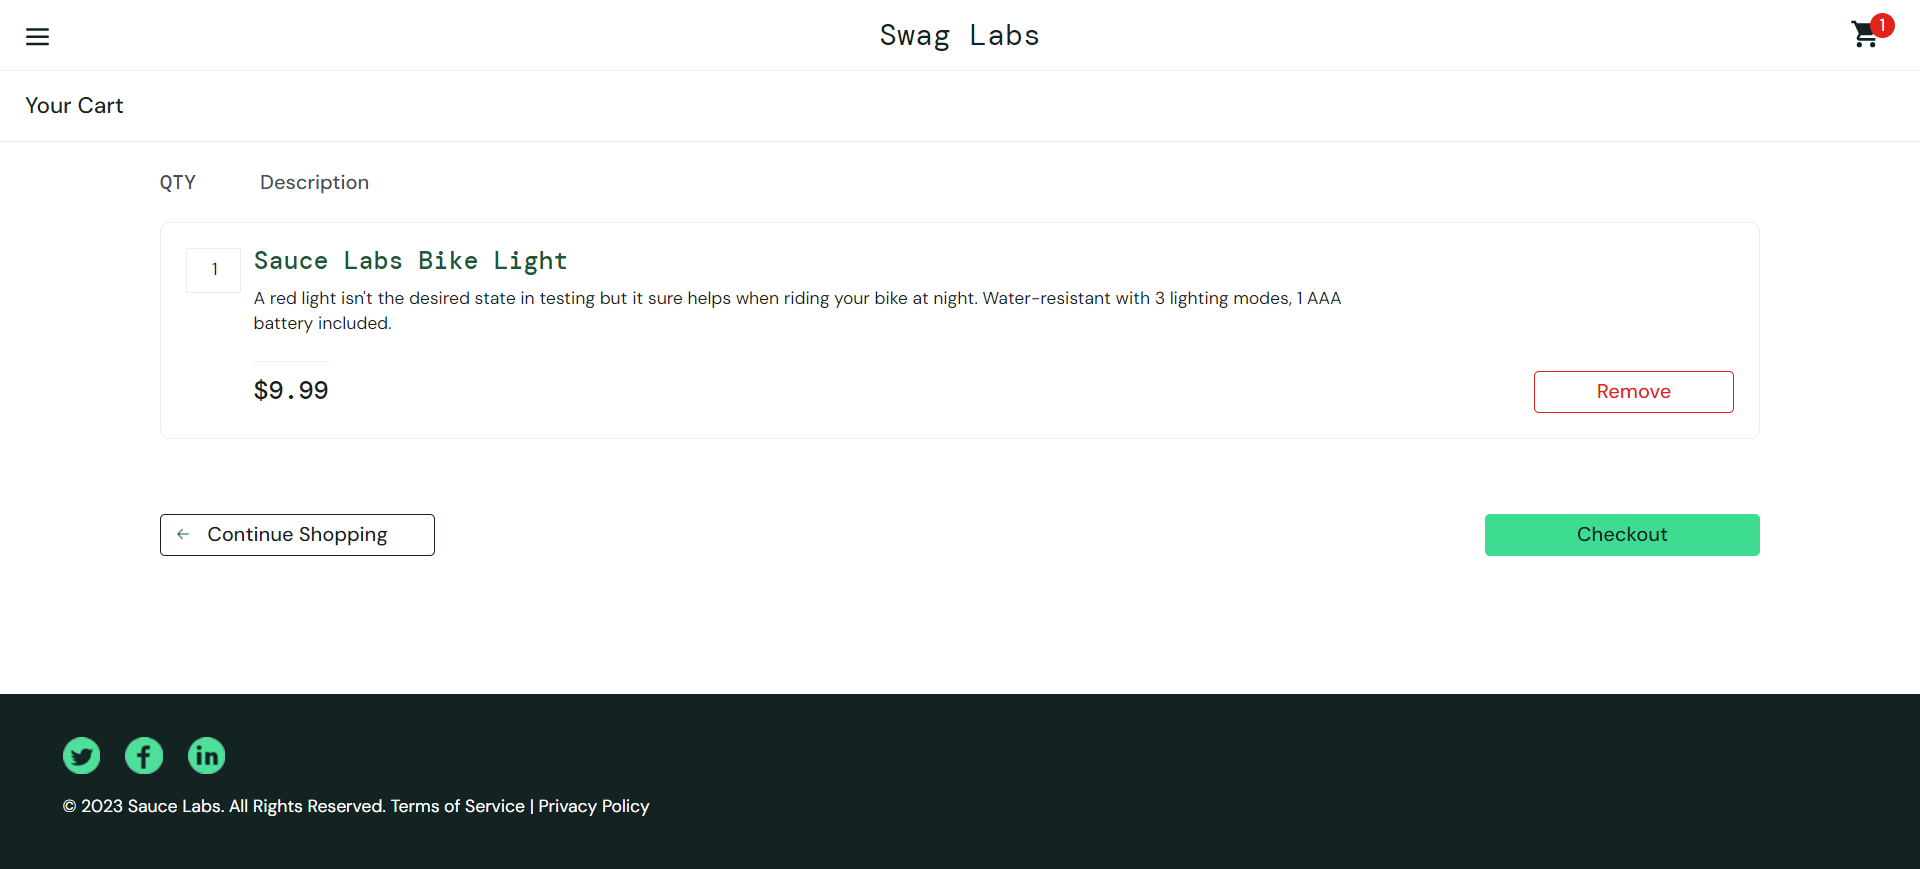 Swag Labs
1
Your Cart
QTY Description
1
Sauce Labs Bike Light
A red light isn't the desired state in testing but it sure helps when riding your bike at night. Water-resistant with 3 lighting modes, 1 AAA
battery included.
$9.99
Remove
Continue Shopping
Checkout
© 2023 Sauce Labs. All Rights Reserved. Terms of Service | Privacy Policy